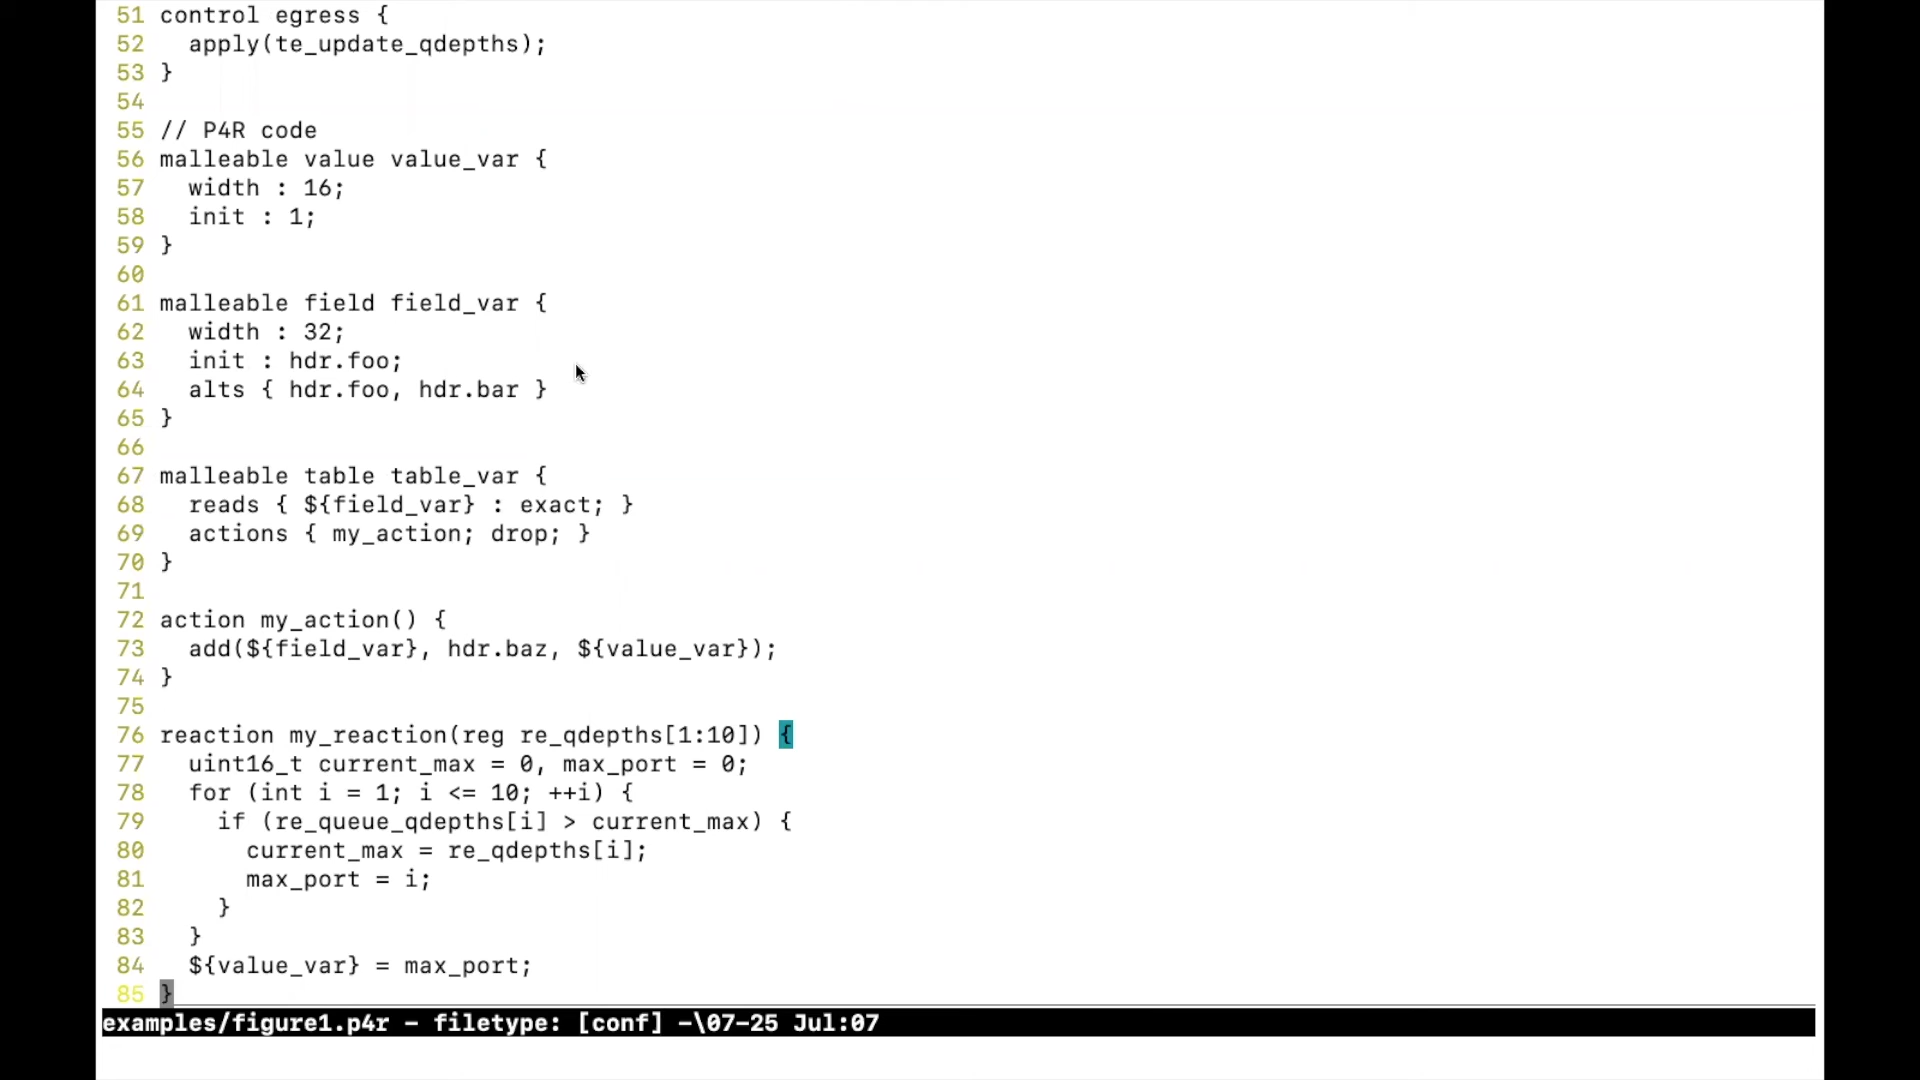 51 control egress {
52   apply(te_update_qdepths);
53 }
54
55 // P4R code
56 malleable value value_var {
57   width : 16;
58   init : 1;
59 }
60
61 malleable field field_var {
62   width : 32;
63   init : hdr.foo;
64   alts { hdr.foo, hdr.bar }
65 }
66
67 malleable table table_var {
68   reads { ${field_var} : exact; }
69   actions { my_action; drop; }
70 }
71
72 action my_action() {
73   add(${field_var}, hdr.baz, ${value_var});
74 }
75
76 reaction my_reaction(reg re_qdepths[1:10]) {
77   uint16_t current_max = 0, max_port = 0;
78   for (int i = 1; i <= 10; ++i) {
79     if (re_queue_qdepths[i] > current_max) {
80       current_max = re_qdepths[i];
81       max_port = i;
82     }
83   }
84   ${value_var} = max_port;
85 }
examples/figure1.p4r - filetype: [conf] -\07-25 Jul:07